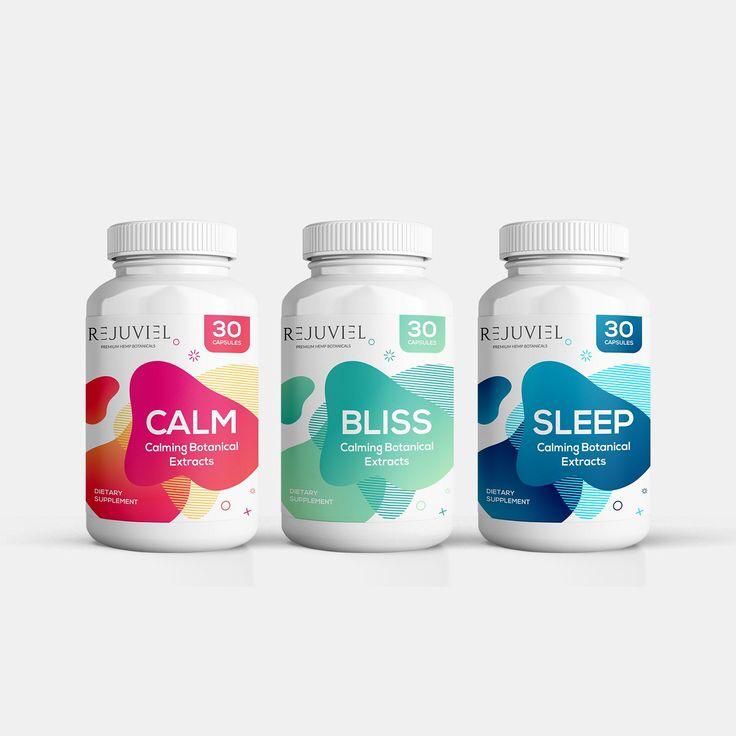 REJUVIEL
PREMIUM HEMP BOTANICALS
30
CAPSULES
CALM
Calming Botanical
Extracts
DIETARY
SUPPLEMENT
REJUVIEL
PREMIUM HEMP BOTANICALS
30
CAPSULES
BLISS
Calming Botanical
Extracts
DIETARY
SUPPLEMENT
REJUVIEL
PREMIUM HEMP BOTANICALS
30
CAPSULES
SLEEP
Calming Botanical
Extracts
DIETARY
SUPPLEMENT